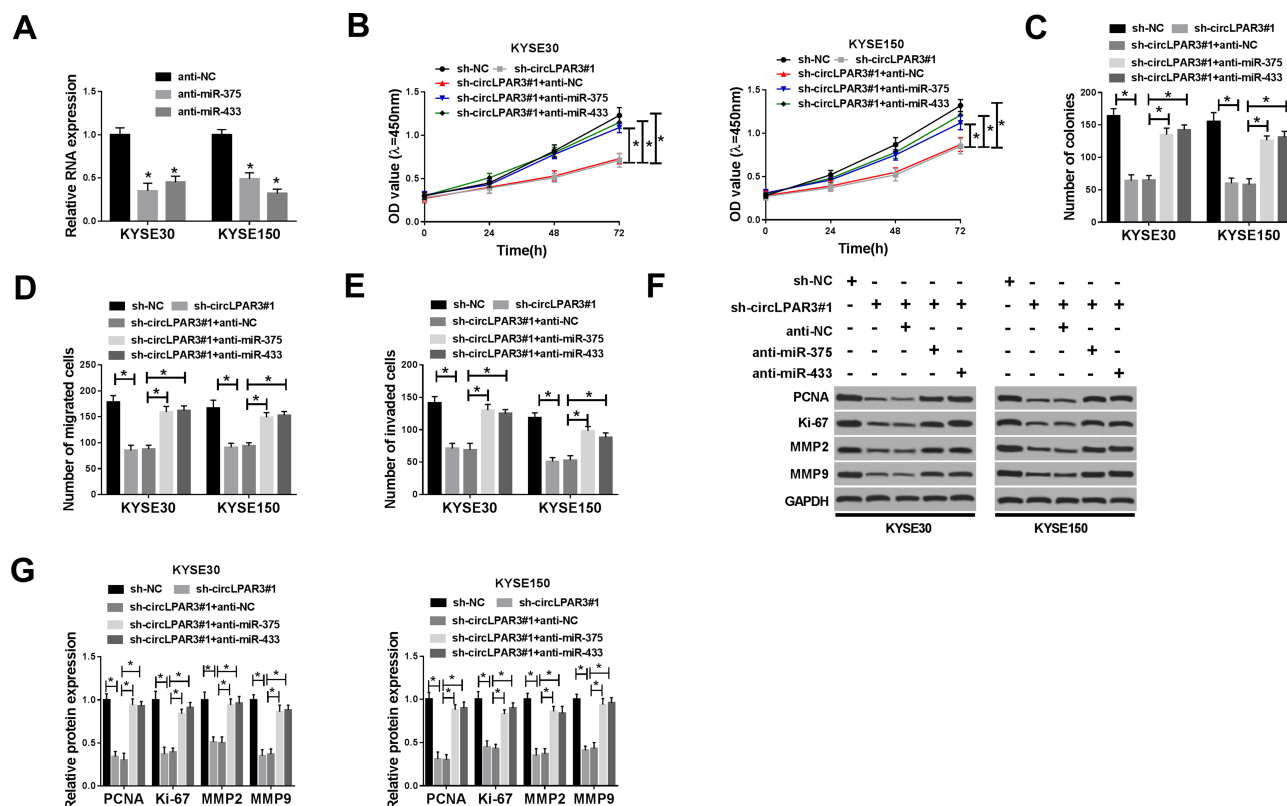 A
anti-NC
anti-miR-375
anti-miR-433
Relative RNA expression
1.5
1.0
0.5
0.0
* * * *
KYSE30 KYSE150
B
KYSE30
sh-NC sh-circLPAR3#1
sh-circLPAR3#1+anti-NC
sh-circLPAR3#1+anti-miR-375
sh-circLPAR3#1+anti-miR-433
OD value (λ=450nm)
1.5
1.0
0.5
0.0
* * *
0 24 48 72
Time(h)
KYSE150
sh-NC sh-circLPAR3#1
sh-circLPAR3#1+anti-NC
sh-circLPAR3#1+anti-miR-375
sh-circLPAR3#1+anti-miR-433
OD value (λ=450nm)
1.5
1.0
0.5
0.0
* * *
0 24 48 72
Time(h)
C
sh-NC sh-circLPAR3#1
sh-circLPAR3#1+anti-NC
sh-circLPAR3#1+anti-miR-375
sh-circLPAR3#1+anti-miR-433
Number of colonies
200
150
100
50
0
* * * * * *
KYSE30 KYSE150
D
sh-NC sh-circLPAR3#1
sh-circLPAR3#1+anti-NC
sh-circLPAR3#1+anti-miR-375
sh-circLPAR3#1+anti-miR-433
Number of migrated cells
250
200
150
100
50
0
* * * * * *
KYSE30 KYSE150
E
sh-NC sh-circLPAR3#1
sh-circLPAR3#1+anti-NC
sh-circLPAR3#1+anti-miR-375
sh-circLPAR3#1+anti-miR-433
Number of invaded cells
200
150
100
50
0
* * * * * *
KYSE30 KYSE150
F
sh-NC + - - - - + - - - -
sh-circLPAR3#1 - + + + + - + + + +
anti-NC - - + - - - - + - -
anti-miR-375 - - - + - - - - + -
anti-miR-433 - - - - + - - - - +
PCNA
Ki-67
MMP2
MMP9
GAPDH
KYSE30 KYSE150
G
KYSE30
sh-NC sh-circLPAR3#1
sh-circLPAR3#1+anti-NC
sh-circLPAR3#1+anti-miR-375
sh-circLPAR3#1+anti-miR-433
Relative protein expression
1.5
1.0
0.5
0.0
* * * * * * * * * * * *
PCNA Ki-67 MMP2 MMP9
KYSE150
sh-NC sh-circLPAR3#1
sh-circLPAR3#1+anti-NC
sh-circLPAR3#1+anti-miR-375
sh-circLPAR3#1+anti-miR-433
Relative protein expression
1.5
1.0
0.5
0.0
* * * * * * * * * * * *
PCNA Ki-67 MMP2 MMP9